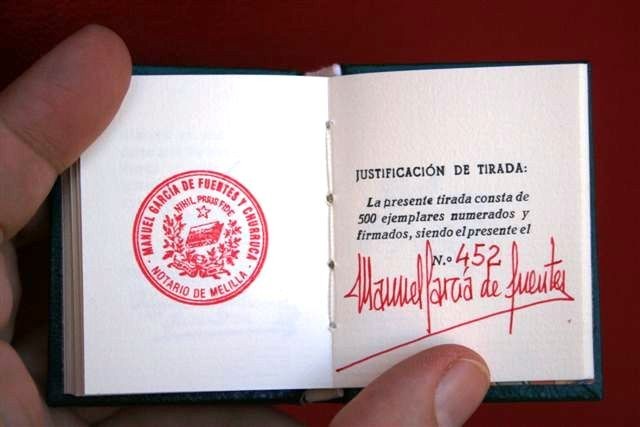 MANUEL GARCÍA DE FUENTES Y CHURRUCA
NIHIL PRIUS FIDE
NOTARIO DE MELILLA
JUSTIFICACIÓN DE TIRADA:
La presente tirada consta de
500 ejemplares numerados y
firmados, siendo el presente el
N.º 452
Manuel García de fuentes